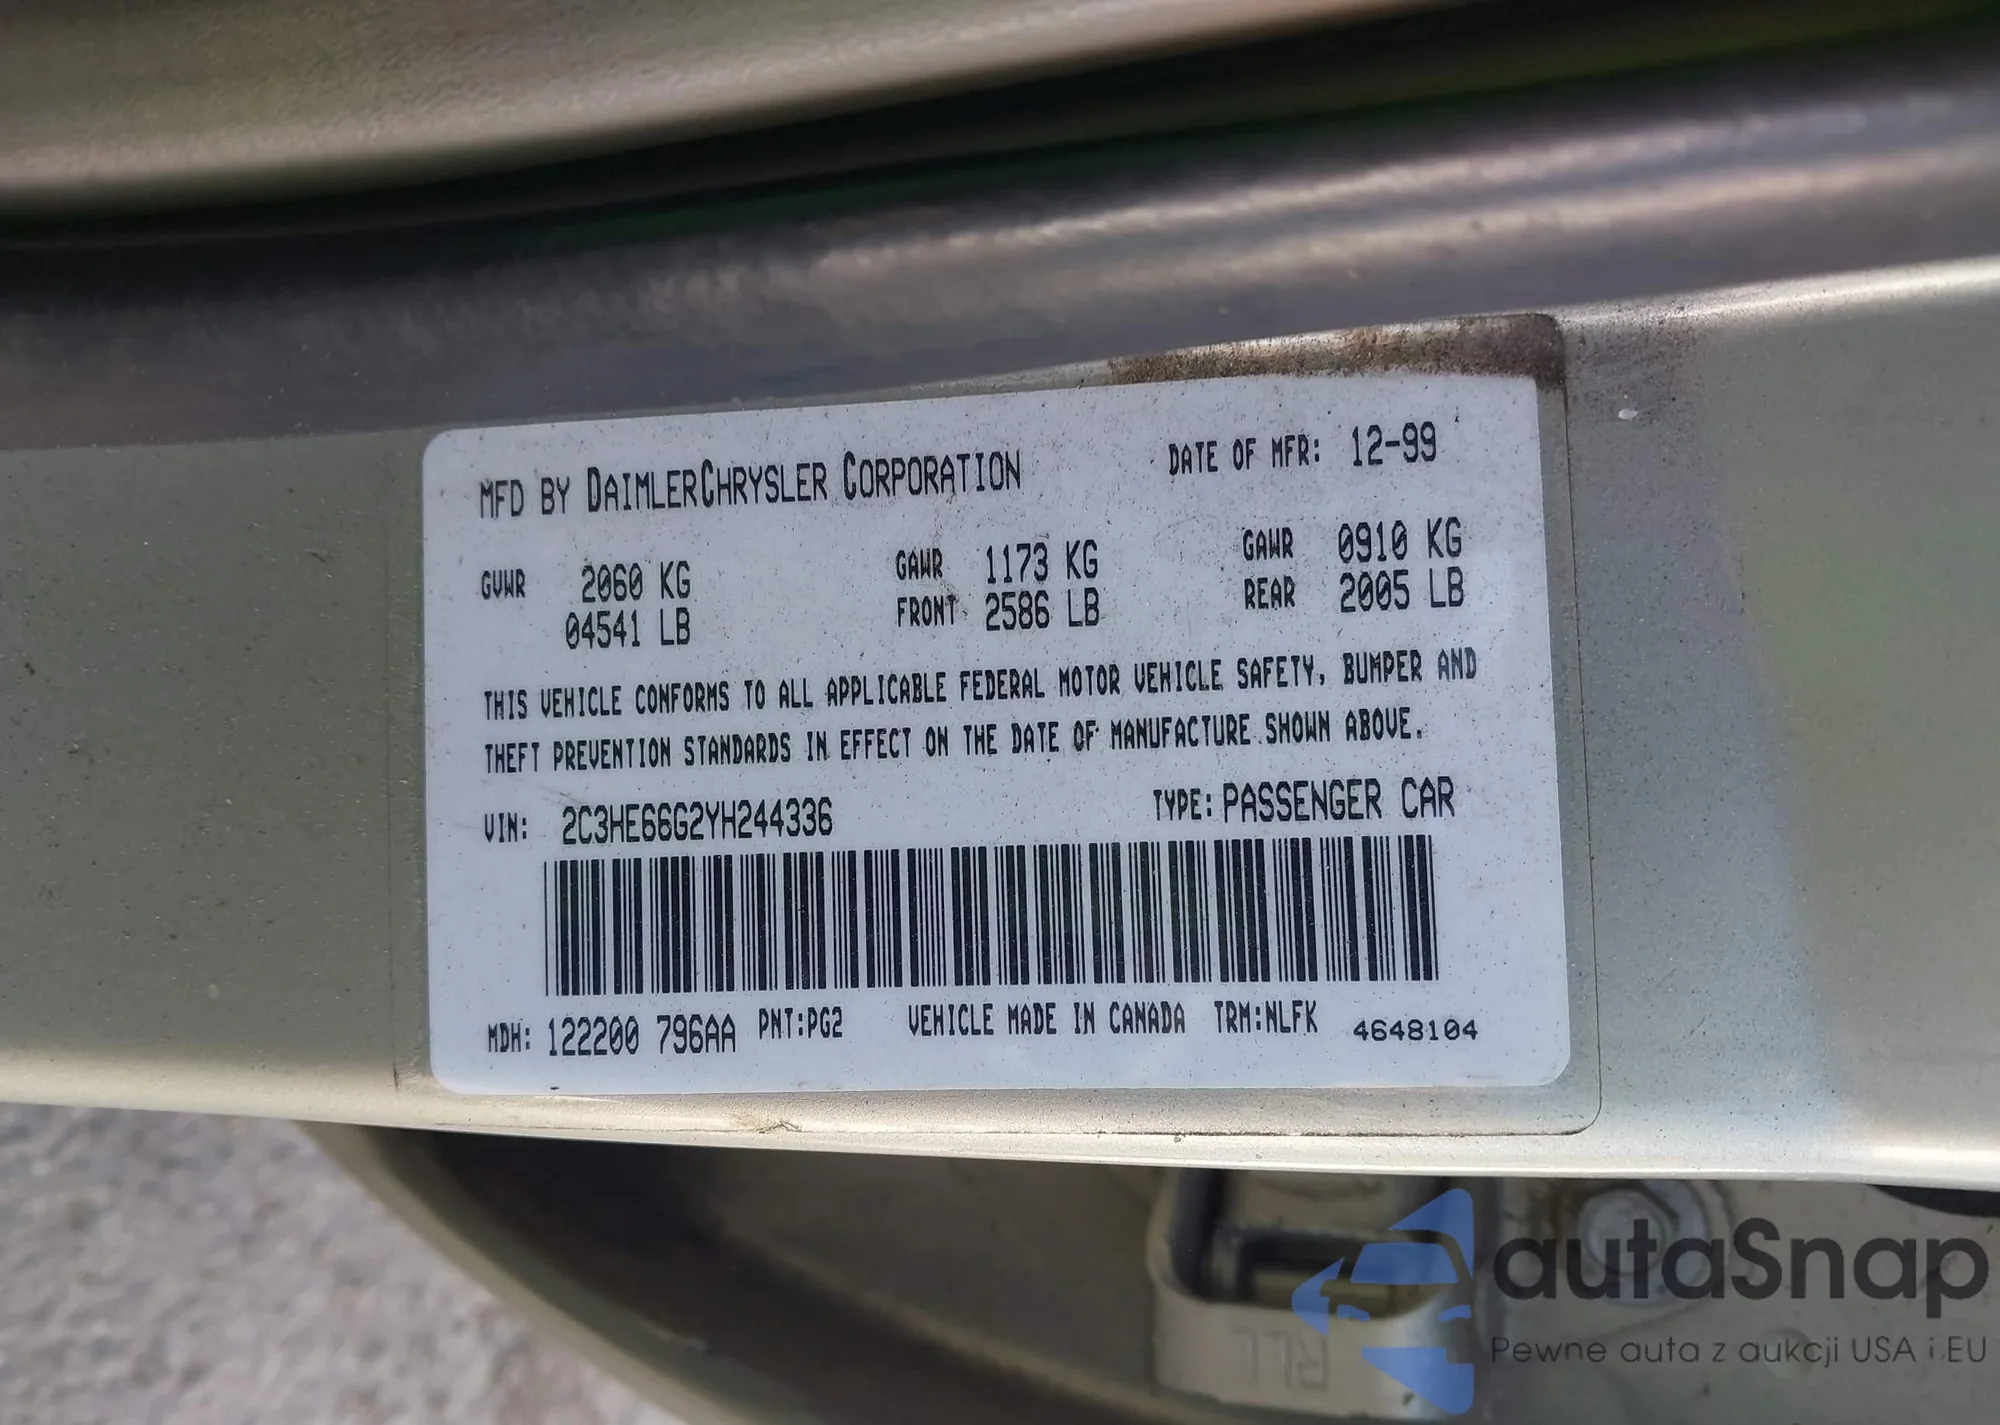 MFD BY DAIMLERCHRYSLER CORPORATION DATE OF MFR: 12-99
GVWR 2060 KG GAWR 1173 KG GAWR 0910 KG
04541 LB FRONT 2586 LB REAR 2005 LB
THIS VEHICLE CONFORMS TO ALL APPLICABLE FEDERAL MOTOR VEHICLE SAFETY, BUMPER AND
THEFT PREVENTION STANDARDS IN EFFECT ON THE DATE OF MANUFACTURE SHOWN ABOVE.
VIN: 2C3HE66G2YH244336 TYPE: PASSENGER CAR
MDH: 122200 796AA PNT:PG2 VEHICLE MADE IN CANADA TRM:NLFK 4648104
autaSnap
Pewne auta z aukcji USA i EU
RLL